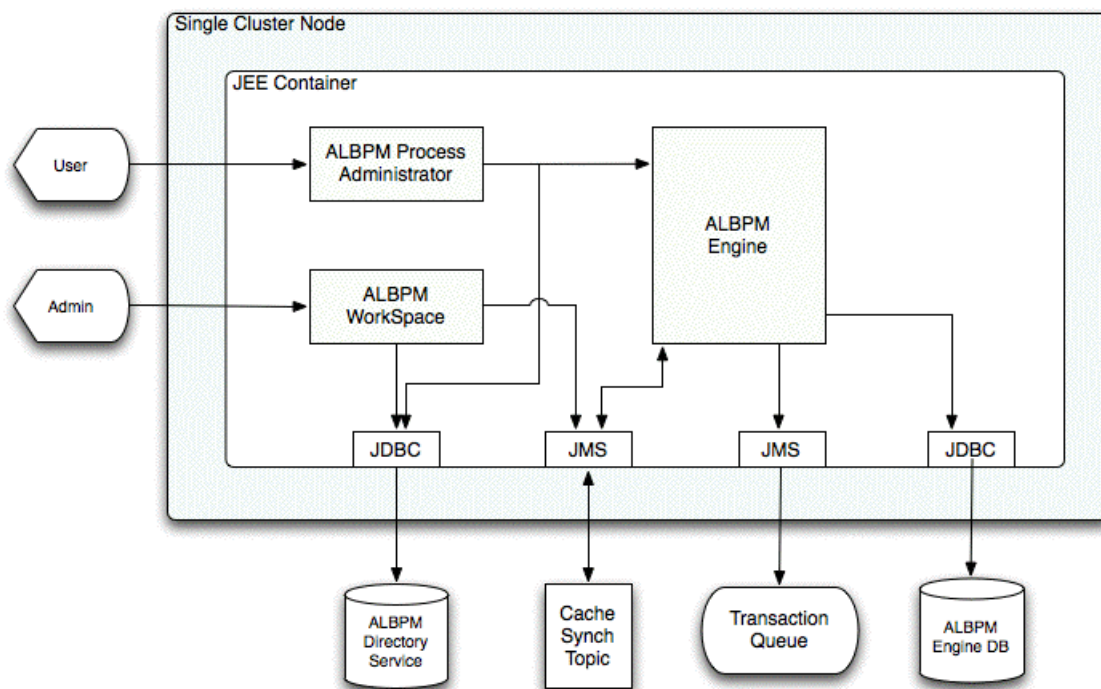 Single Cluster Node
JEE Container
User
ALBPM Process
Administrator
ALBPM
Engine
Admin
ALBPM
WorkSpace
JDBC
JMS
JMS
JDBC
ALBPM
Directory
Service
Cache
Synch
Topic
Transaction
Queue
ALBPM
Engine DB